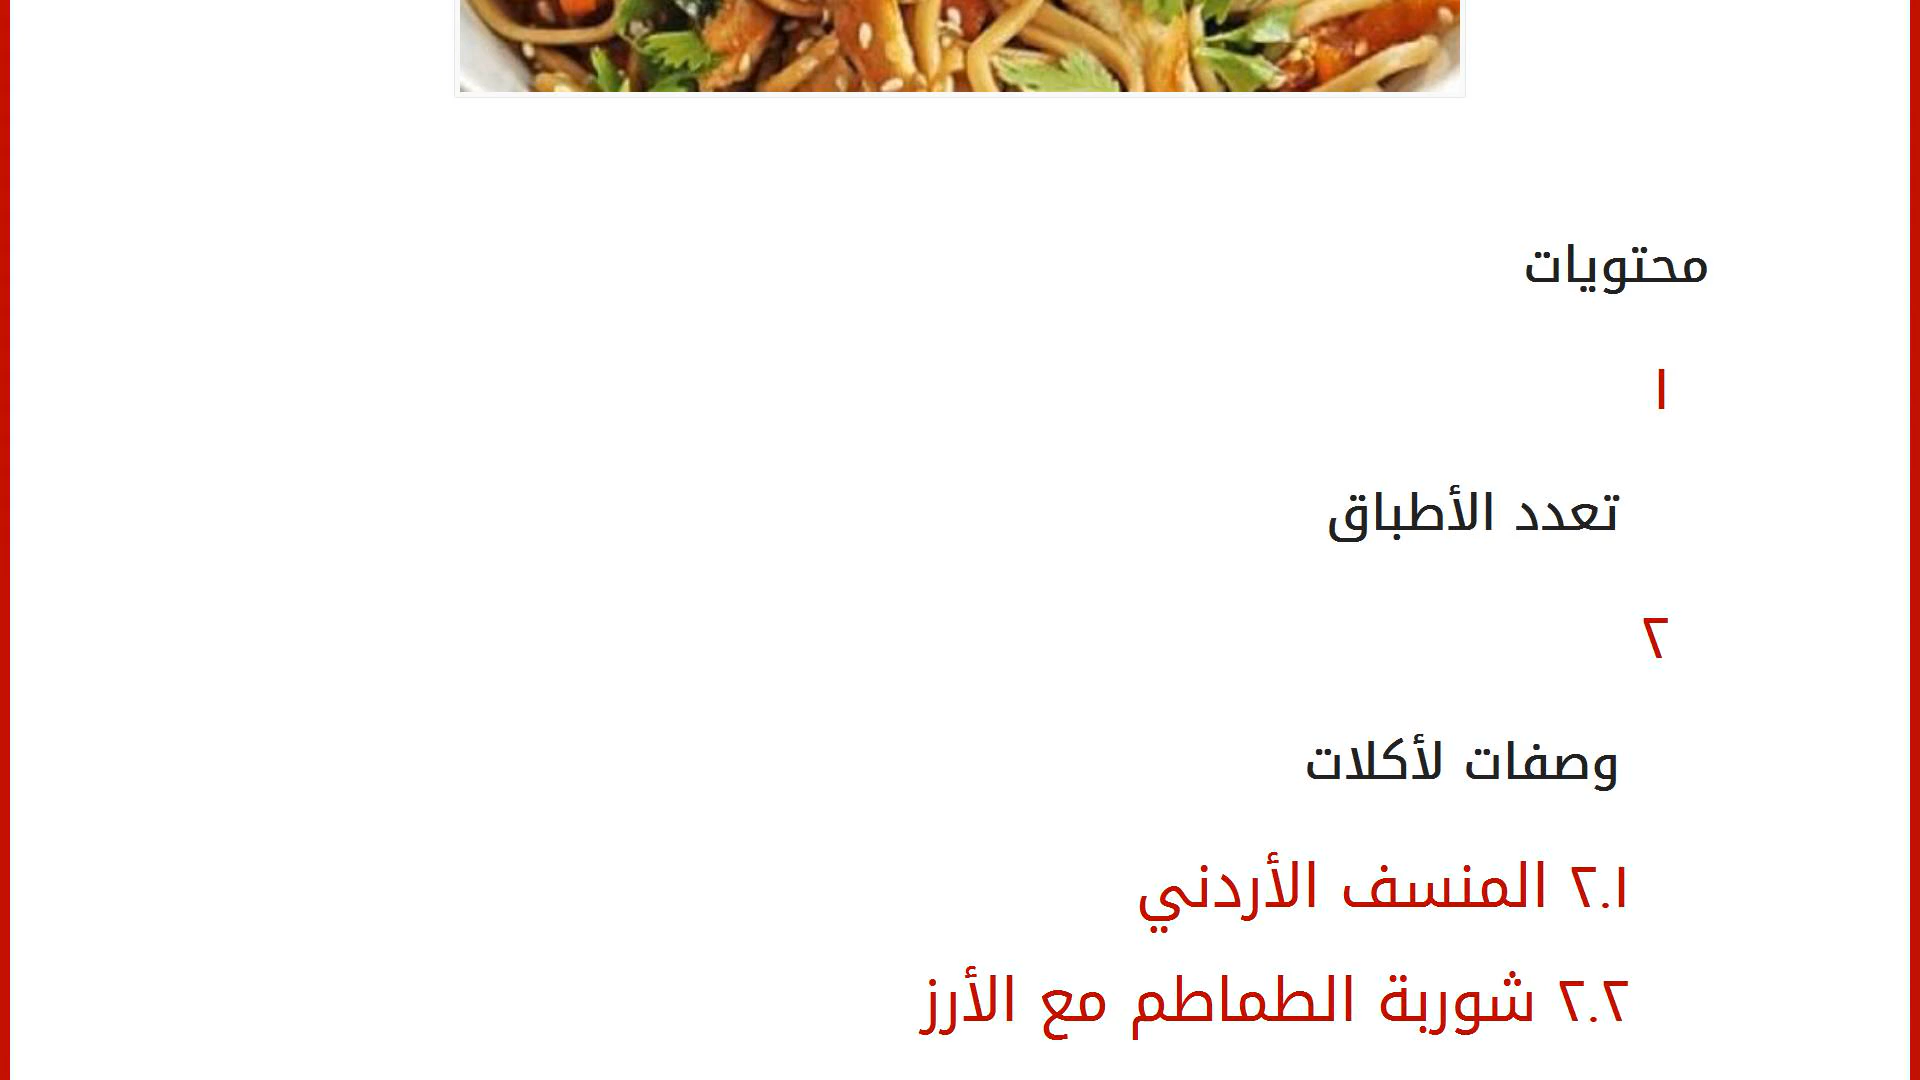 محتويات
١
تعدد الأطباق
٢
وصفات لأكلات
٢.١ المنسف الأردني
٢.٢ شوربة الطماطم مع الأرز